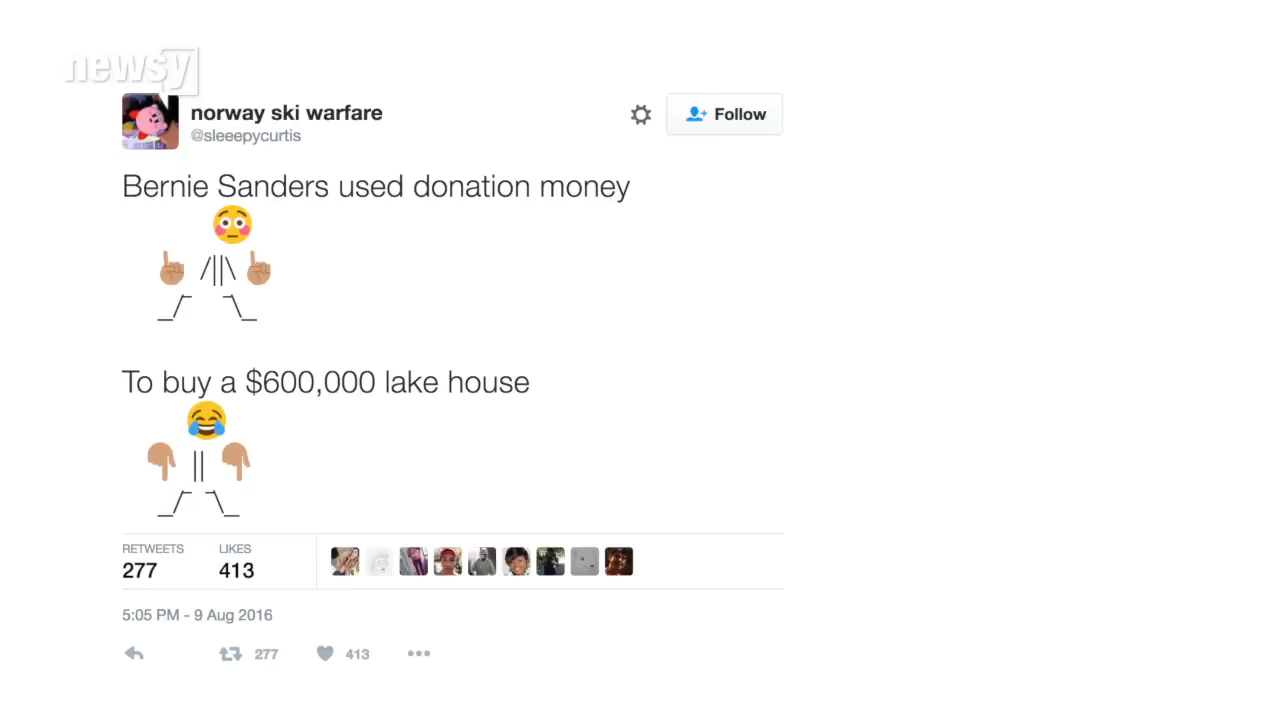 newsy
norway ski warfare
@sleeepycurtis
Follow
Bernie Sanders used donation money
😳
☝🏽 /||\ ☝🏽
_/¯ ¯\_
To buy a $600,000 lake house
😂
👇🏽 || 👇🏽
_/¯ ¯\_
RETWEETS LIKES
277 413
5:05 PM - 9 Aug 2016
277 413 •••